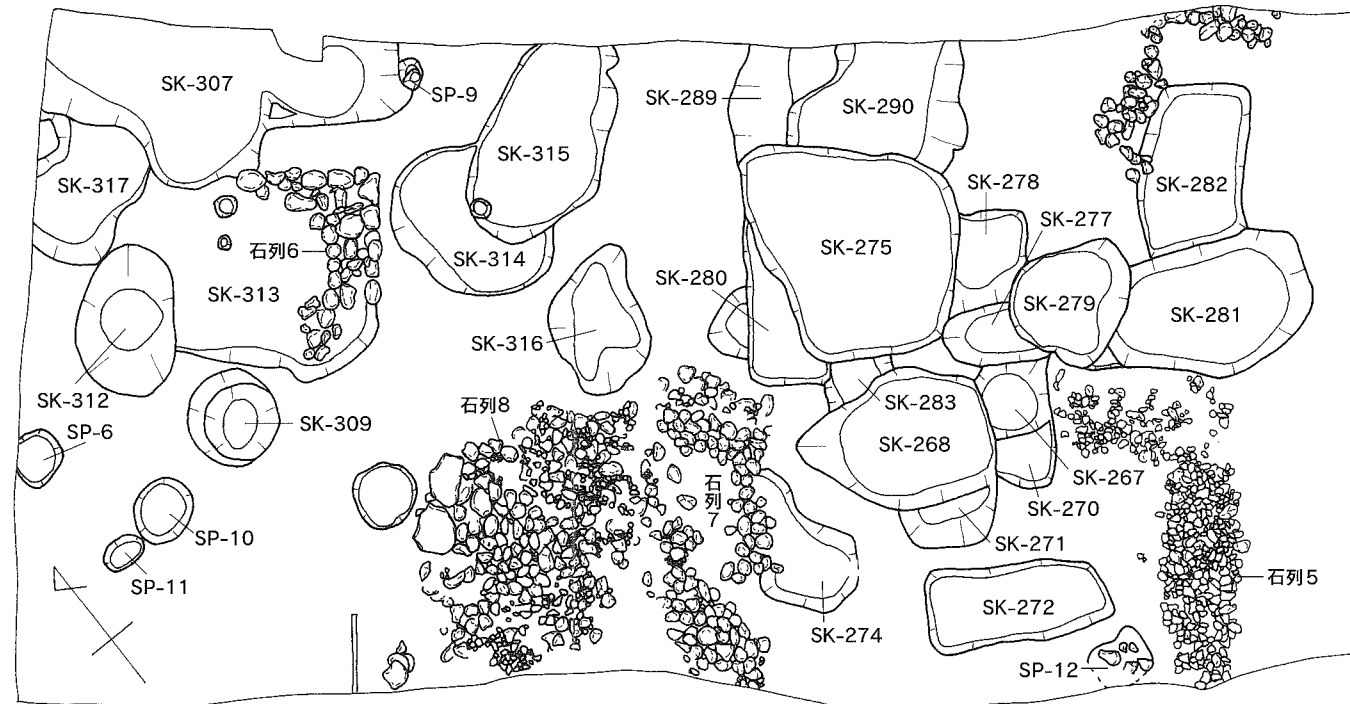 SK-307
SP-9
SK-289
SK-290
SK-315
SK-317
SK-278
SK-282
SK-277
石列6
SK-314
SK-275
SK-280
SK-313
SK-279
SK-281
SK-316
SK-312
石列8
SK-283
SP-6
SK-309
SK-268
石列7
SK-267
SK-270
SP-10
SK-271
SP-11
石列5
SK-272
SK-274
SP-12